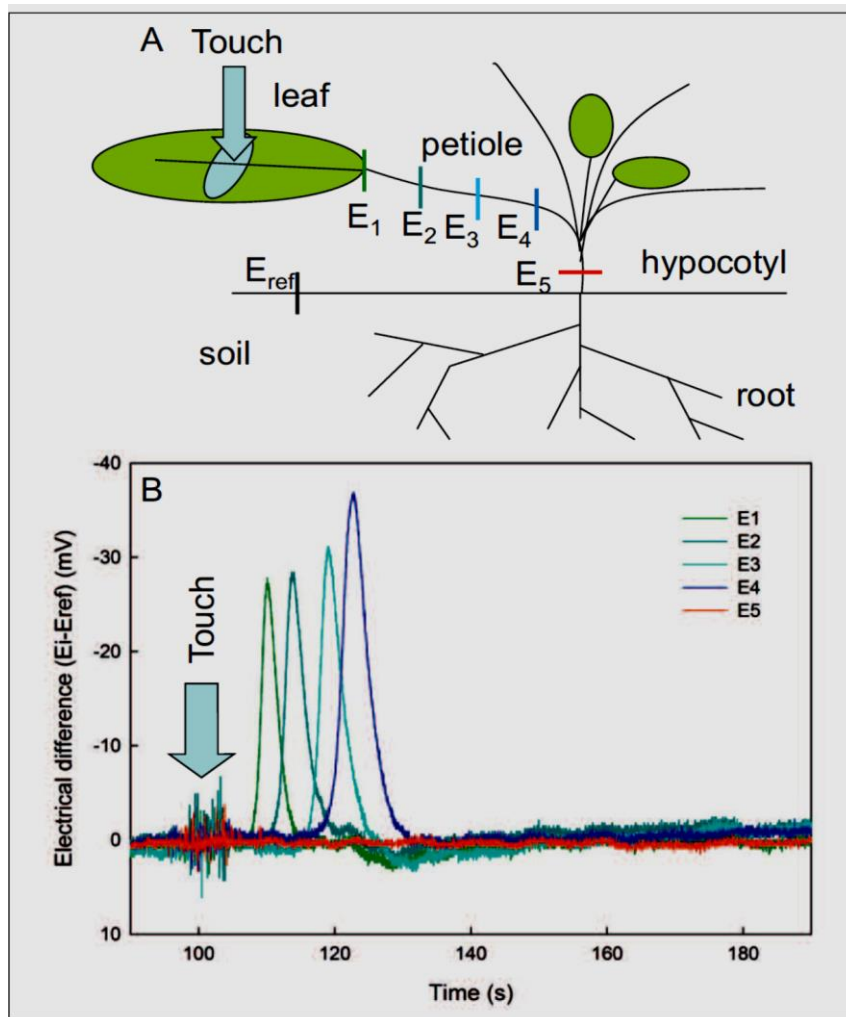 A
Touch
leaf
petiole
E1
E2
E3
E4
E5
Eref
hypocotyl
soil
root
B
-40
-30
-20
-10
0
10
Electrical difference (Ei-Eref) (mV)
Touch
E1
E2
E3
E4
E5
100
120
140
160
180
Time (s)